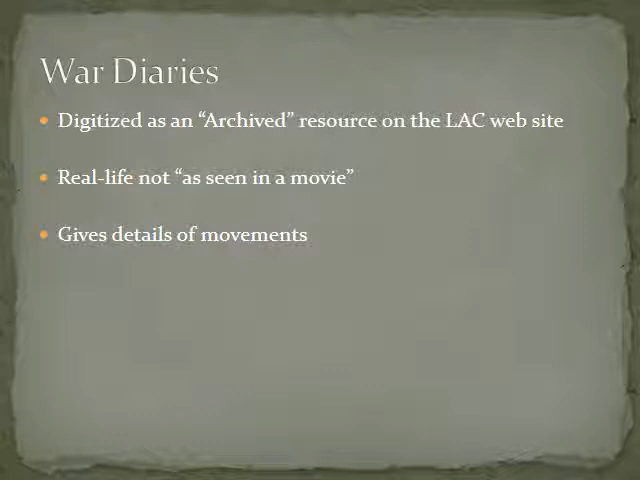 War Diaries
Digitized as an “Archived” resource on the LAC web site
Real-life not “as seen in a movie”
Gives details of movements